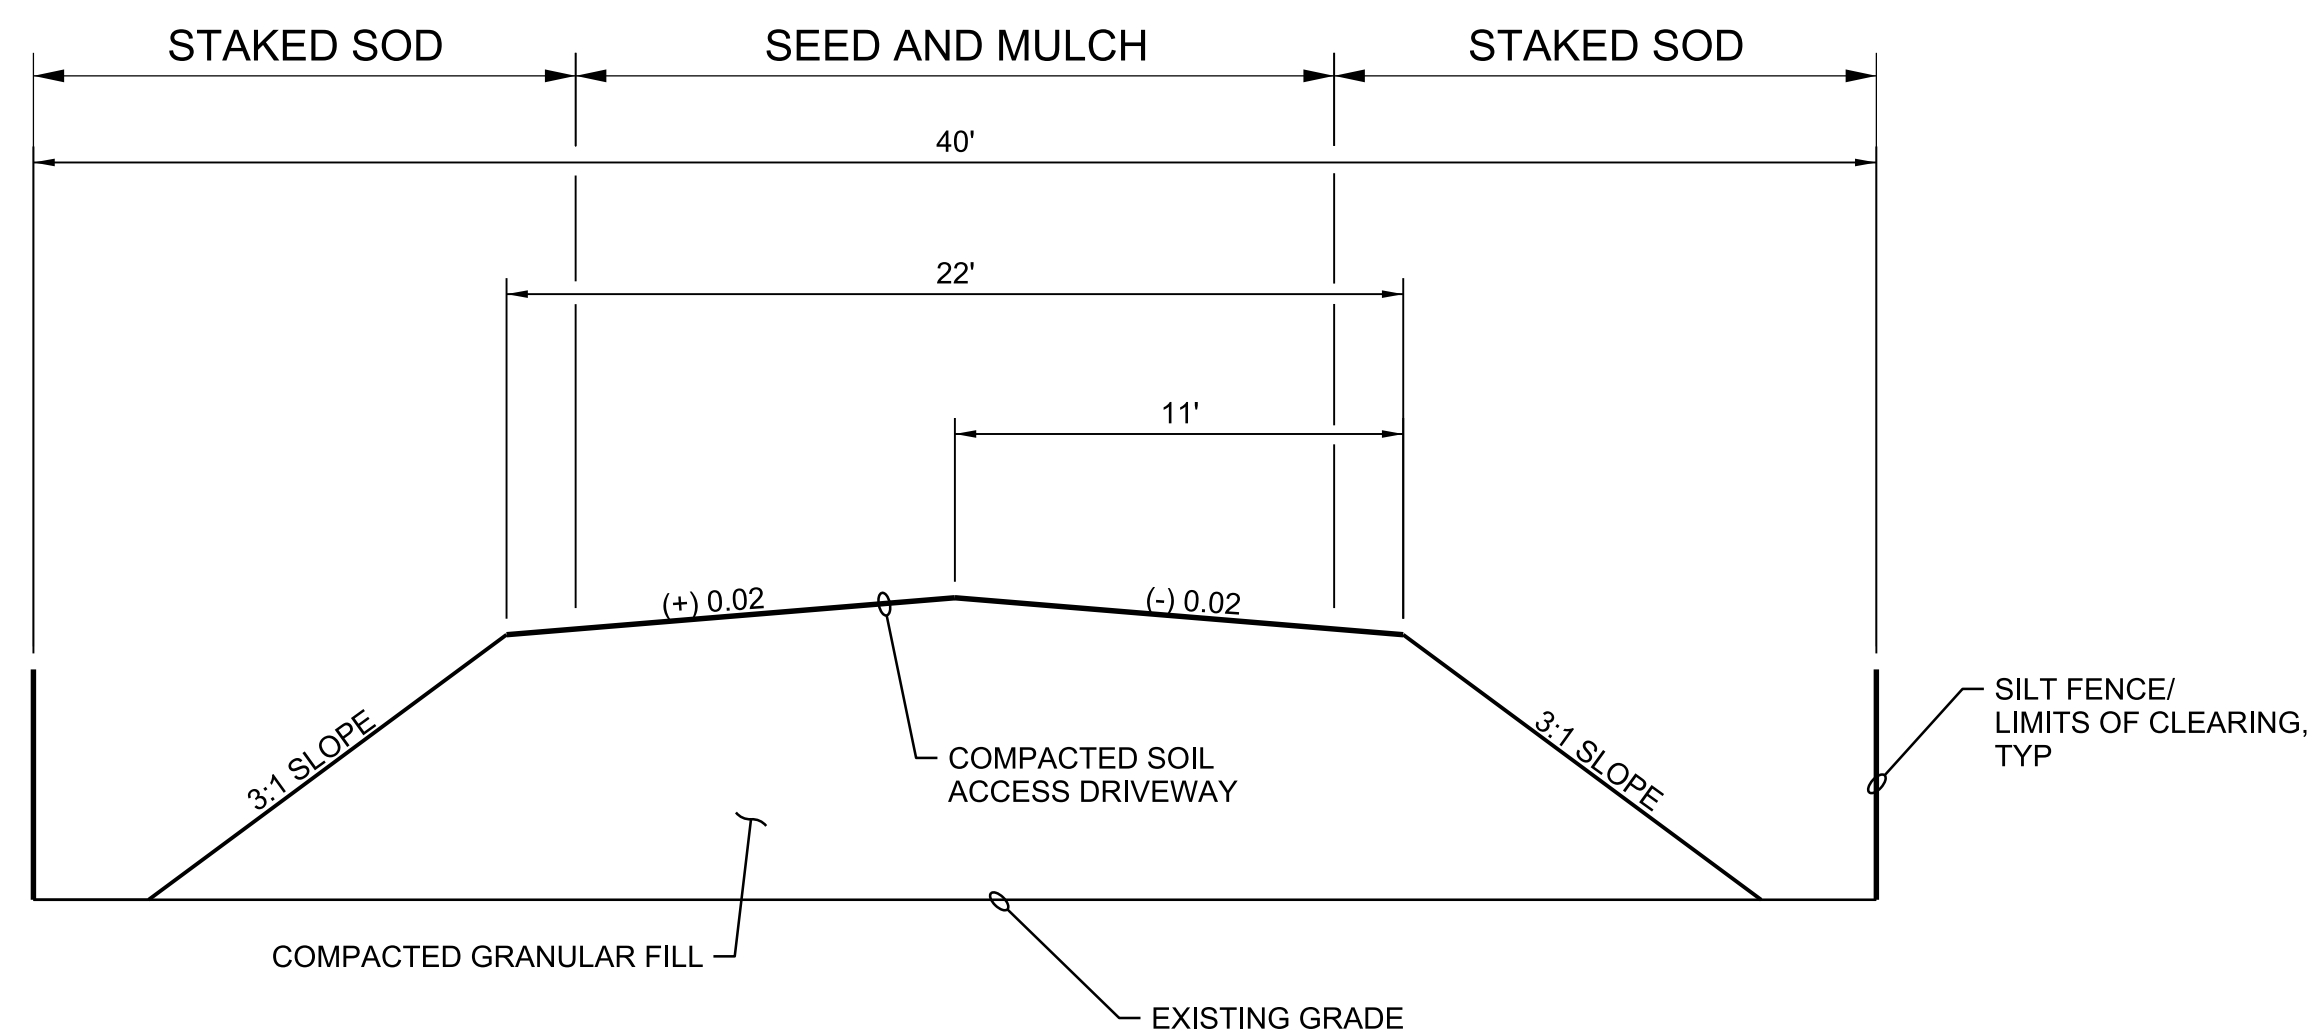 STAKED SOD
SEED AND MULCH
STAKED SOD
40'
22'
11'
(+) 0.02
(-) 0.02
3:1 SLOPE
3:1 SLOPE
SILT FENCE/
LIMITS OF CLEARING,
TYP
COMPACTED SOIL
ACCESS DRIVEWAY
COMPACTED GRANULAR FILL
EXISTING GRADE